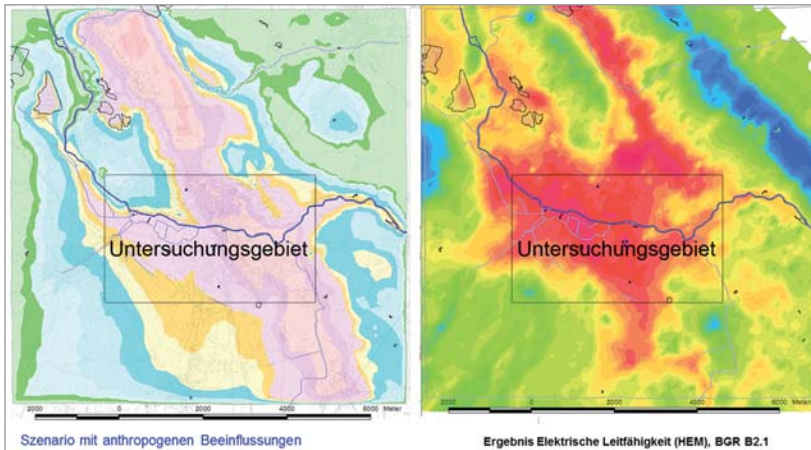 Untersuchungsgebiet
Untersuchungsgebiet
2000 0 2000 4000 6000 Meter
2000 0 2000 4000 6000 Meter
Szenario mit anthropogenen Beeinflussungen
Ergebnis Elektrische Leitfähigkeit (HEM), BGR B2.1